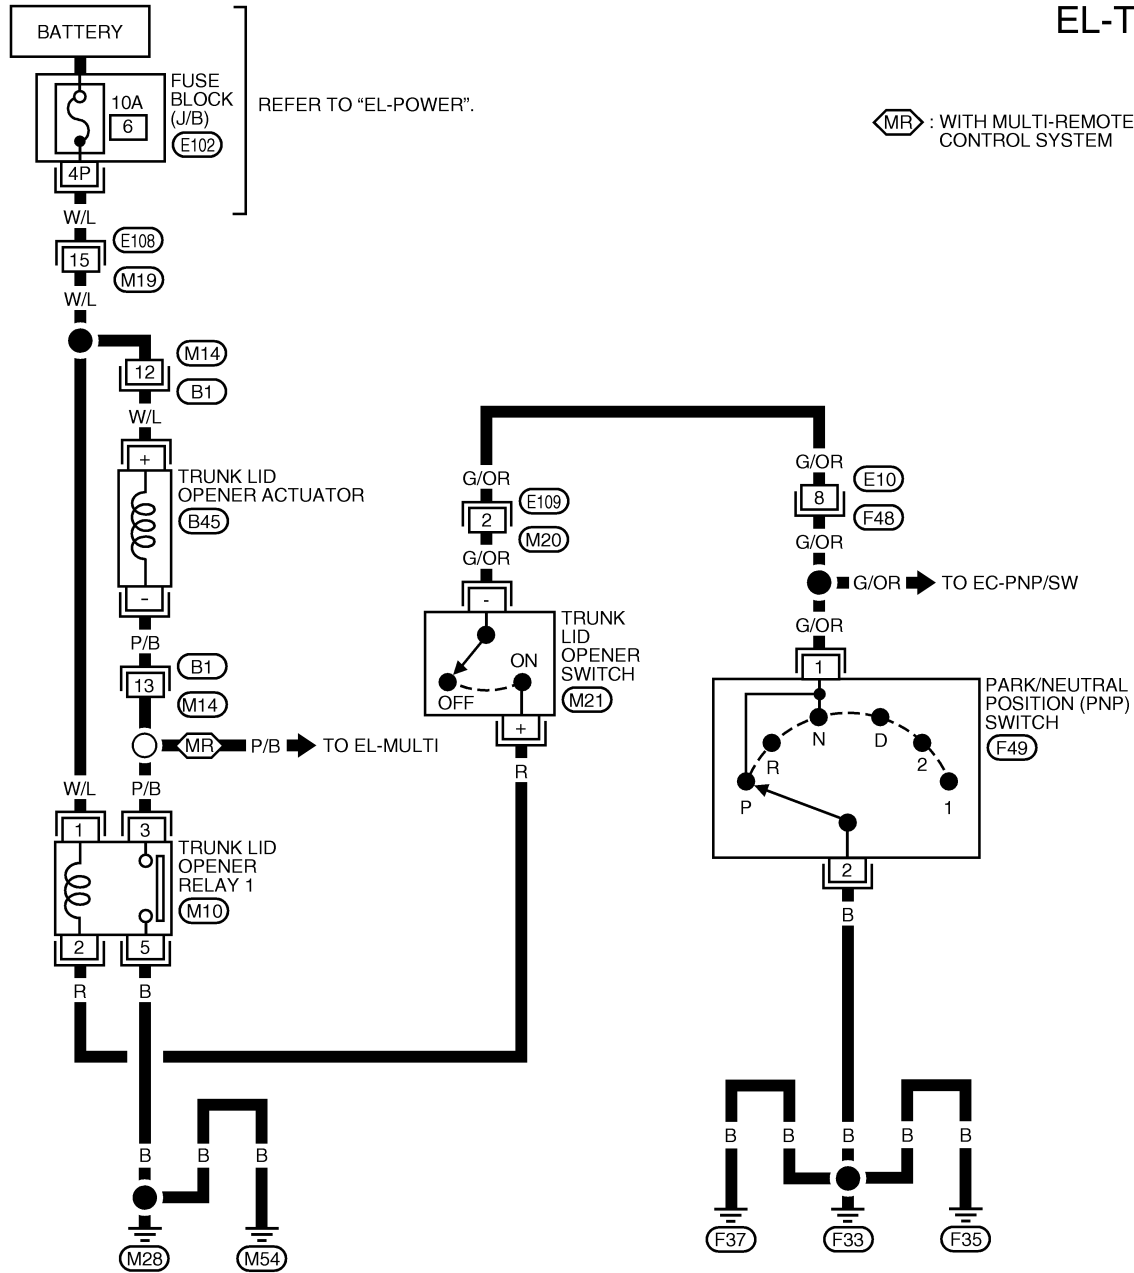 EL-T
BATTERY
FUSE
BLOCK
(J/B)
E102
10A
6
4P
REFER TO “EL-POWER”.
MR : WITH MULTI-REMOTE
CONTROL SYSTEM
W/L
E108
15
M19
W/L
M14
12
B1
W/L
+
TRUNK LID
OPENER ACTUATOR
B45
-
P/B
B1
13
M14
MR P/B TO EL-MULTI
W/L
P/B
1
3
TRUNK LID
OPENER
RELAY 1
M10
2
5
R
B
B
B
B
M28
M54
G/OR
E109
2
M20
G/OR
-
TRUNK
LID
OPENER
SWITCH
M21
ON
OFF
+
R
G/OR
E10
8
F48
G/OR
G/OR TO EC-PNP/SW
G/OR
1
PARK/NEUTRAL
POSITION (PNP)
SWITCH
F49
N
D
R
2
P
1
2
B
B
B
B
B
B
F37
F33
F35